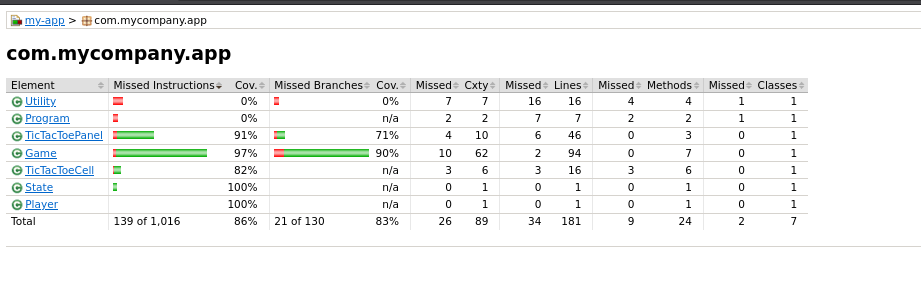 my-app > com.mycompany.app
com.mycompany.app
Element Missed Instructions Cov. Missed Branches Cov. Missed Cxty Missed Lines Missed Methods Missed Classes
Utility 0% 0% 7 7 16 16 4 4 1 1
Program 0% n/a 2 2 7 7 2 2 1 1
TicTacToePanel 91% 71% 4 10 6 46 0 3 0 1
Game 97% 90% 10 62 2 94 0 7 0 1
TicTacToeCell 82% n/a 3 6 3 16 3 6 0 1
State 100% n/a 0 1 0 1 0 1 0 1
Player 100% n/a 0 1 0 1 0 1 0 1
Total 139 of 1,016 86% 21 of 130 83% 26 89 34 181 9 24 2 7